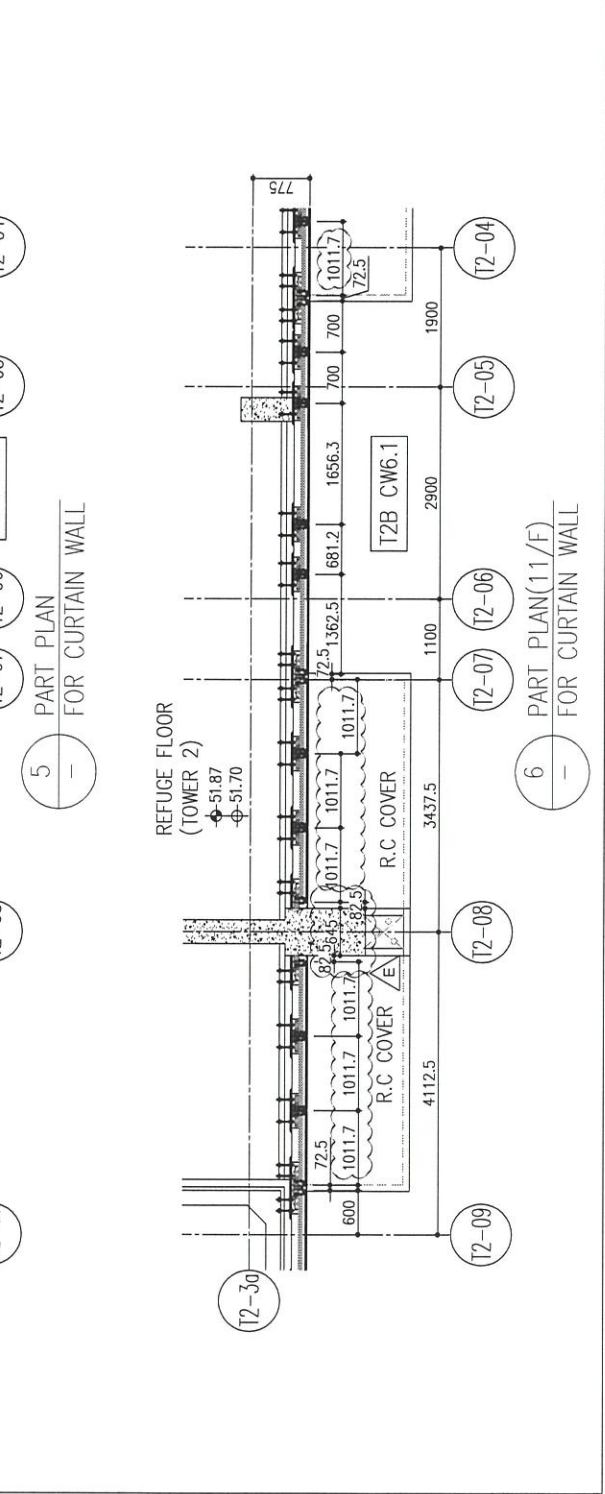 5
–
PART PLAN
FOR CURTAIN WALL
REFUGE FLOOR
(TOWER 2)
51.87
51.70
T2-3a
775
72.5
600
1011.7
1011.7
1011.7
82.5
645
82.5
1011.7
1011.7
1011.7
72.5
1362.5
681.2
1656.3
700
700
72.5
1011.7
R.C COVER
E
R.C COVER
T2B CW6.1
4112.5
3437.5
1100
2900
1900
T2-09
T2-08
T2-07
T2-06
T2-05
T2-04
6
–
PART PLAN(11/F)
FOR CURTAIN WALL